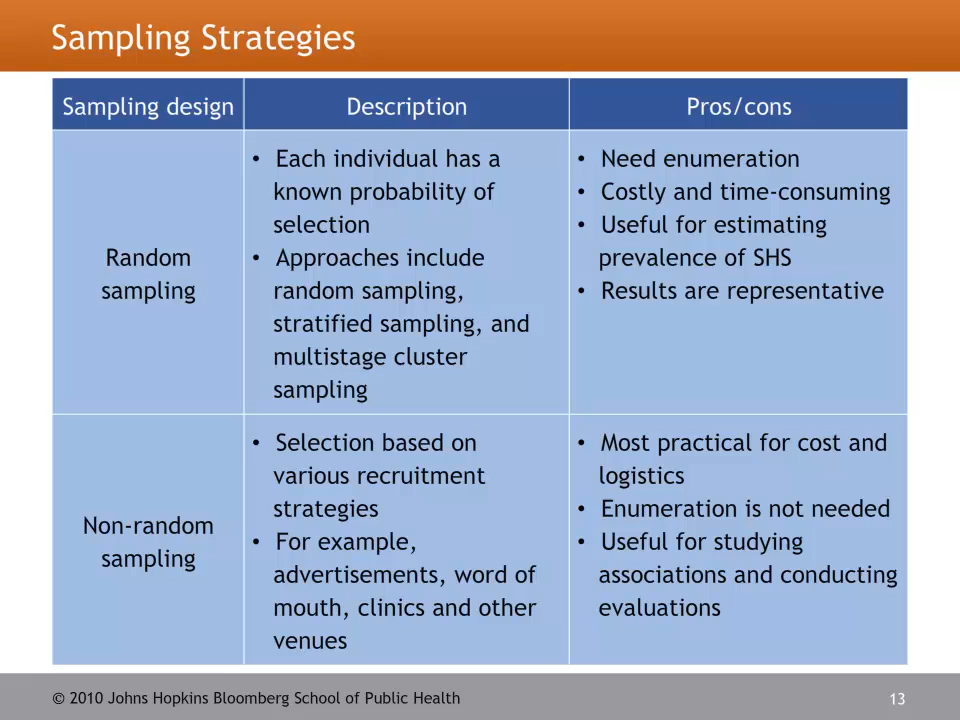 Sampling Strategies
Sampling design
Description
Pros/cons
Random
sampling
• Each individual has a
known probability of
selection
• Approaches include
random sampling,
stratified sampling, and
multistage cluster
sampling
• Need enumeration
• Costly and time-consuming
• Useful for estimating
prevalence of SHS
• Results are representative
Non-random
sampling
• Selection based on
various recruitment
strategies
• For example,
advertisements, word of
mouth, clinics and other
venues
• Most practical for cost and
logistics
• Enumeration is not needed
• Useful for studying
associations and conducting
evaluations
© 2010 Johns Hopkins Bloomberg School of Public Health
13